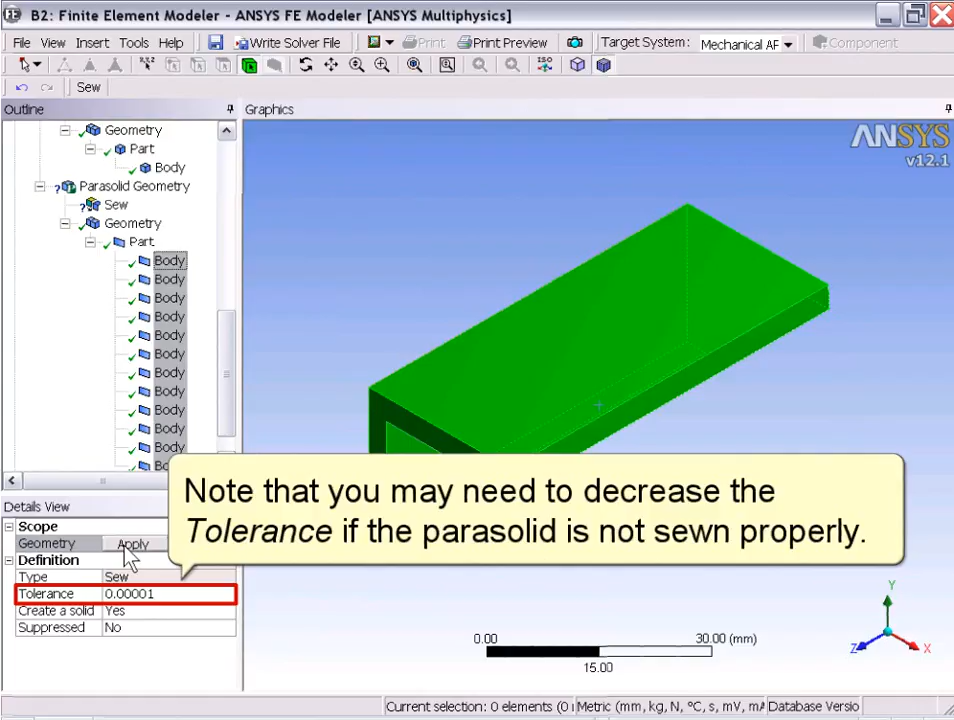 B2: Finite Element Modeler - ANSYS FE Modeler [ANSYS Multiphysics]
File View Insert Tools Help Write Solver File Print Print Preview Target System: Mechanical AF Component
ISO
Sew
Outline
Graphics
Geometry
Part
Body
Parasolid Geometry
Sew
Geometry
Part
Body
Body
Body
Body
Body
Body
Body
Body
Body
Body
Body
ANSYS
v12.1
Note that you may need to decrease the
Tolerance if the parasolid is not sewn properly.
Details View
Scope
Geometry Apply
Definition
Type Sew
Tolerance 0.00001
Create a solid Yes
Suppressed No
0.00 30.00 (mm)
15.00
Y
Z X
Current selection: 0 elements (0 Metric (mm, kg, N, °C, s, mV, mA Database Versio